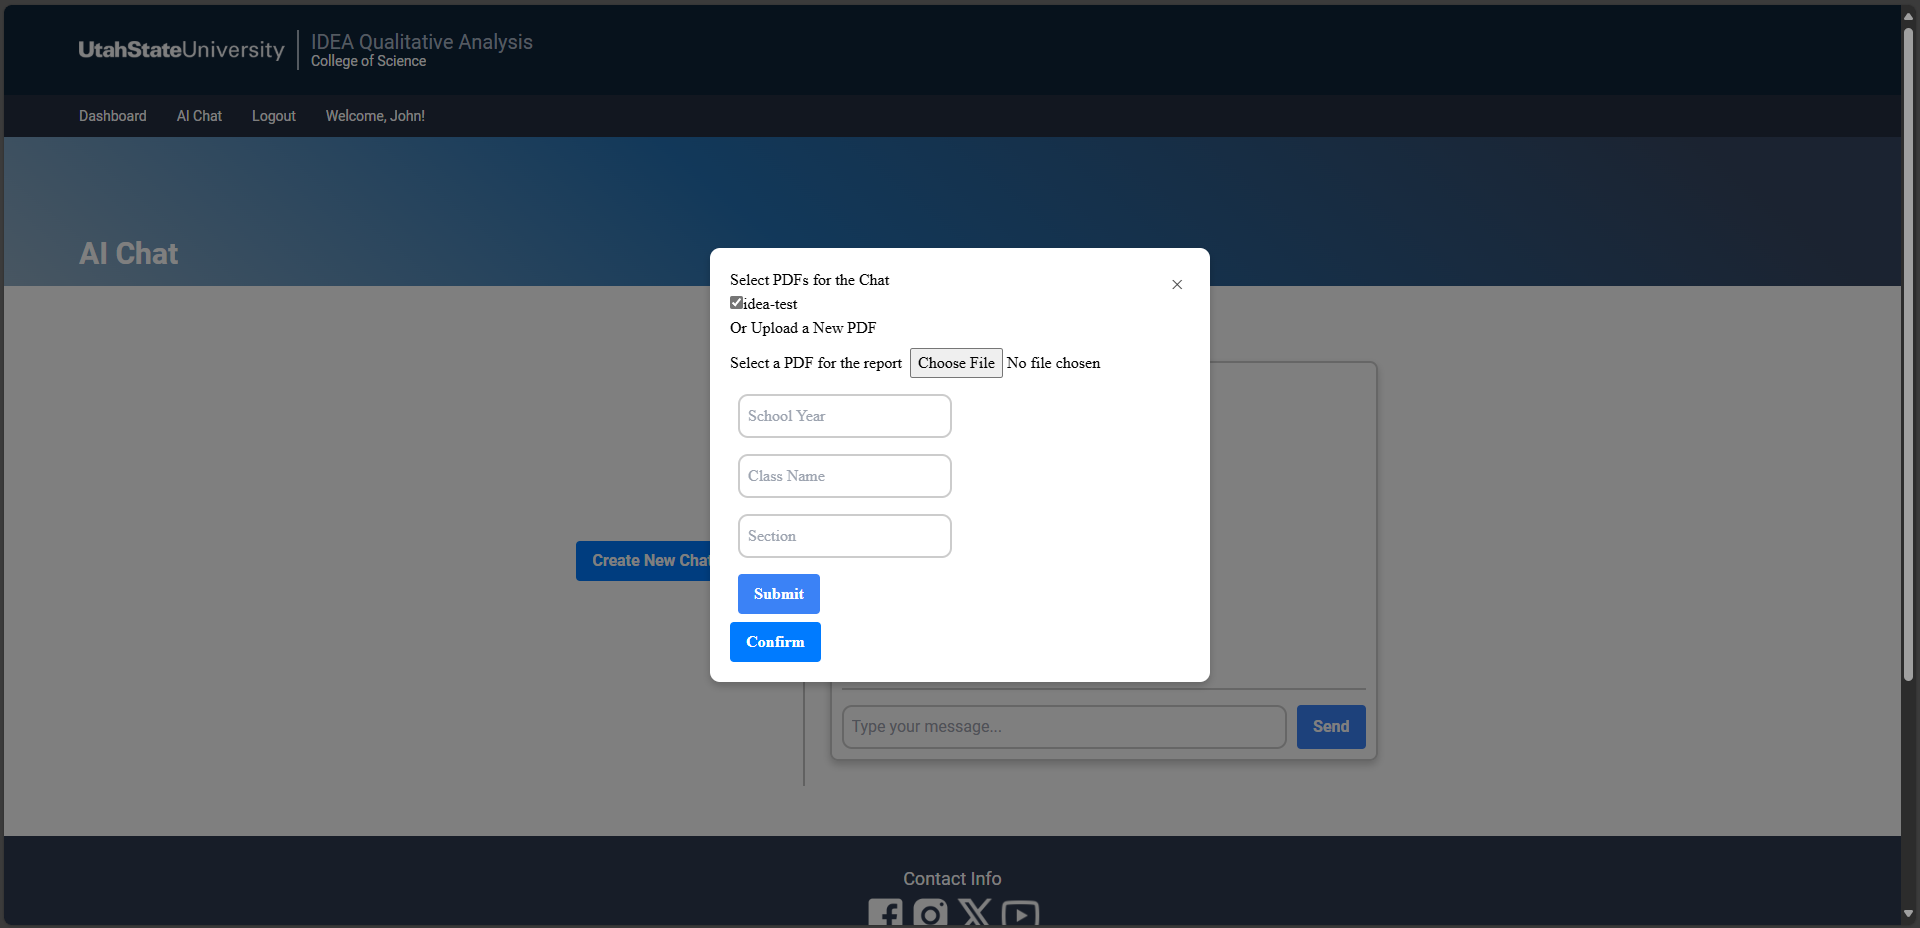 UtahStateUniversity
IDEA Qualitative Analysis
College of Science
Dashboard AI Chat Logout Welcome, John!
AI Chat
Select PDFs for the Chat
×
idea-test
Or Upload a New PDF
Select a PDF for the report Choose File No file chosen
School Year
Class Name
Section
Create New Chat
Submit
Confirm
Type your message... Send
Contact Info